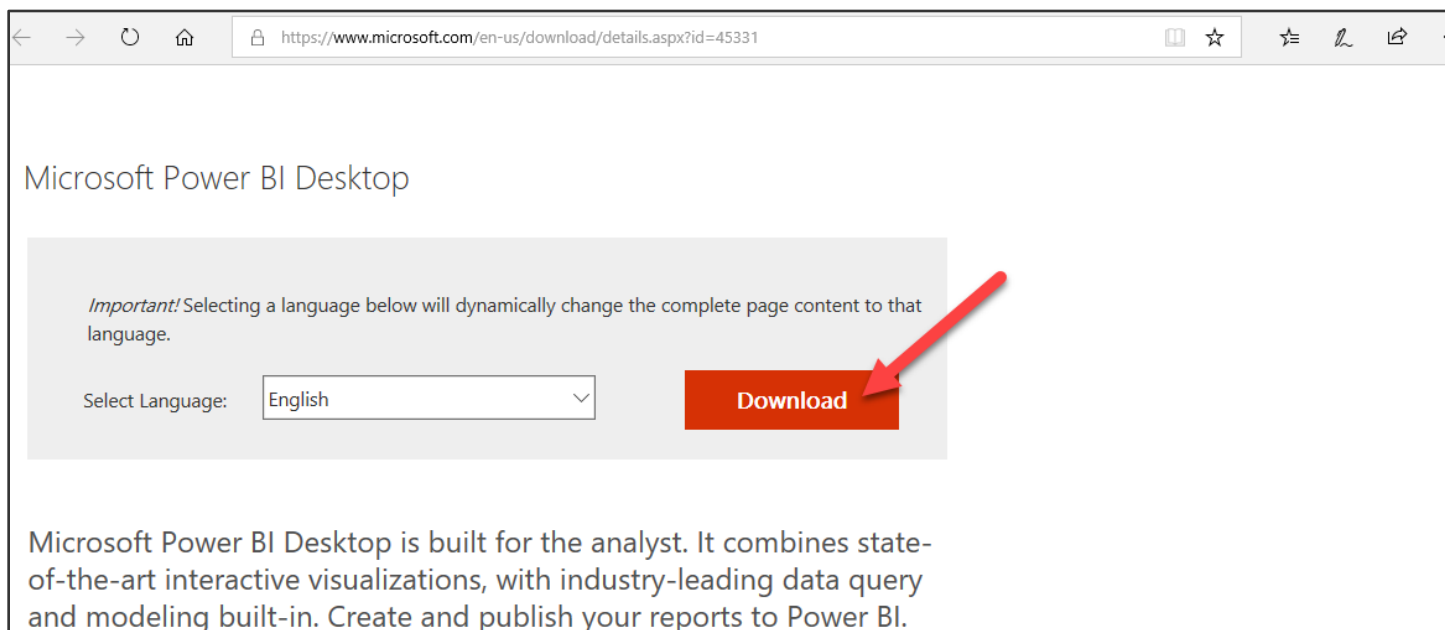 https://www.microsoft.com/en-us/download/details.aspx?id=45331
Microsoft Power BI Desktop
Important! Selecting a language below will dynamically change the complete page content to that
language.
Select Language:
English
Download
Microsoft Power BI Desktop is built for the analyst. It combines state-
of-the-art interactive visualizations, with industry-leading data query
and modeling built-in. Create and publish your reports to Power BI.